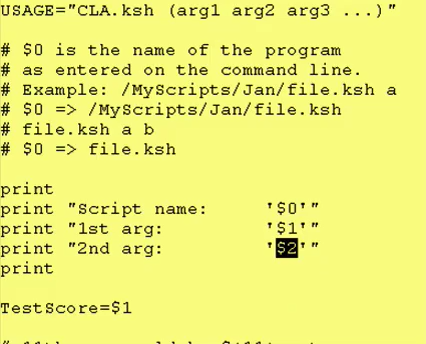 USAGE="CLA.ksh (arg1 arg2 arg3 ...)"
# $0 is the name of the program
# as entered on the command line.
# Example: /MyScripts/Jan/file.ksh a
# $0 => /MyScripts/Jan/file.ksh
# file.ksh a b
# $0 => file.ksh
print
print "Script name:     '$0'"
print "1st arg:         '$1'"
print "2nd arg:         '$2'"
print
TestScore=$1